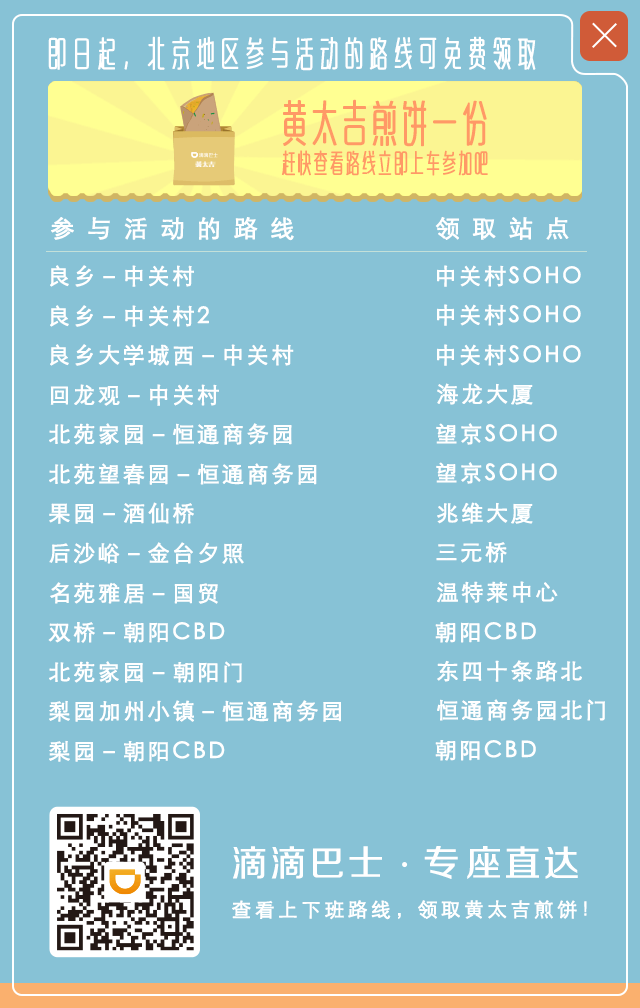 即日起，北京地区参与活动的路线可免费领取
黄太吉煎饼一份
赶快查看路线立即上车参加吧
滴滴巴士
黄太吉
参与活动的路线 领取站点
良乡－中关村 中关村SOHO
良乡－中关村2 中关村SOHO
良乡大学城西－中关村 中关村SOHO
回龙观－中关村 海龙大厦
北苑家园－恒通商务园 望京SOHO
北苑望春园－恒通商务园 望京SOHO
果园－酒仙桥 兆维大厦
后沙峪－金台夕照 三元桥
名苑雅居－国贸 温特莱中心
双桥－朝阳CBD 朝阳CBD
北苑家园－朝阳门 东四十条路北
梨园加州小镇－恒通商务园 恒通商务园北门
梨园－朝阳CBD 朝阳CBD
滴滴巴士·专座直达
查看上下班路线，领取黄太吉煎饼！